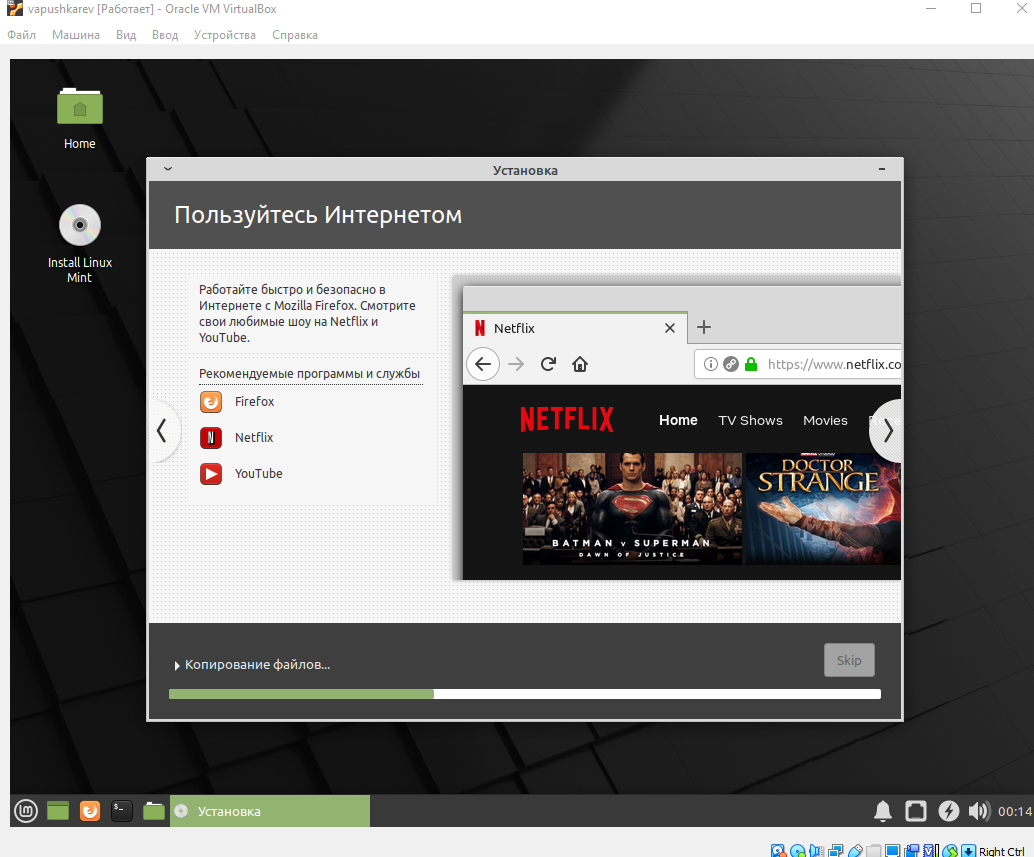 vapushkarev [Работает] - Oracle VM VirtualBox
Файл Машина Вид Ввод Устройства Справка
Home
Install Linux
Mint
Установка
Пользуйтесь Интернетом
Работайте быстро и безопасно в
Интернете с Mozilla Firefox. Смотрите
свои любимые шоу на Netflix и
YouTube.
Рекомендуемые программы и службы
Firefox
Netflix
YouTube
Netflix
https://www.netflix.co
NETFLIX Home TV Shows Movies
BATMAN v SUPERMAN
DAWN OF JUSTICE
DOCTOR
STRANGE
Копирование файлов...
Skip
Установка
00:14
Right Ctrl